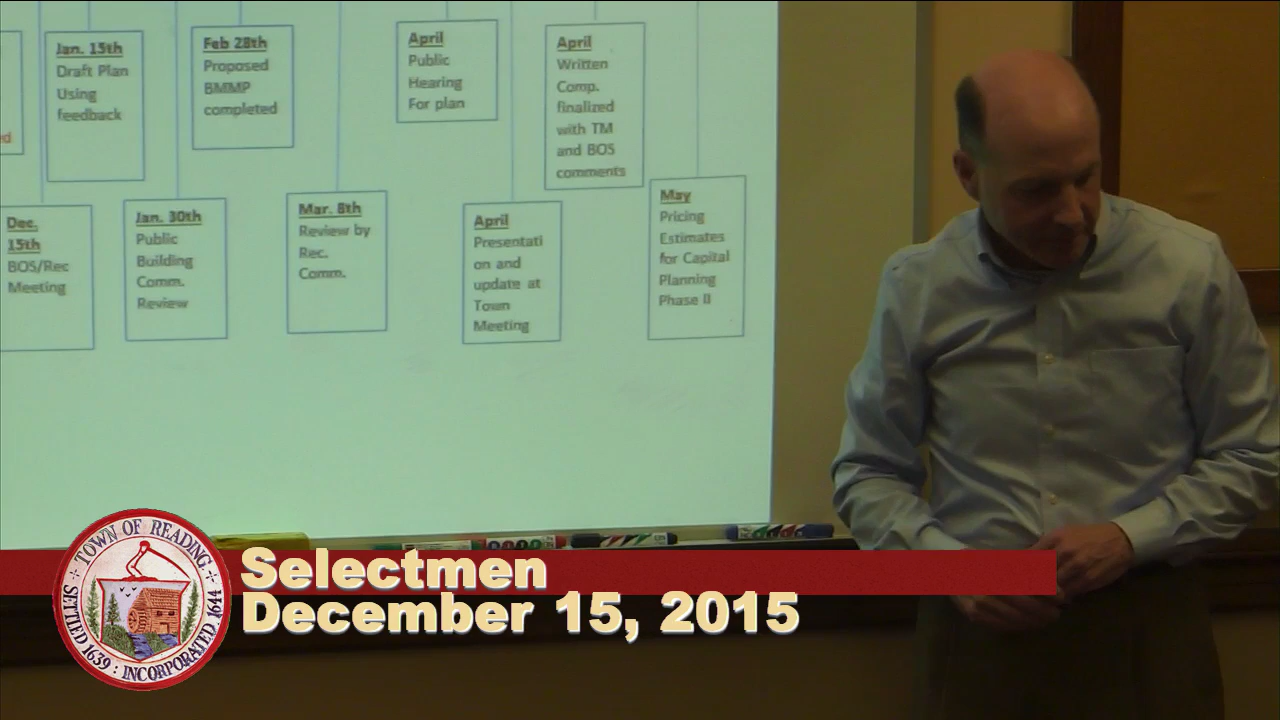 Jan. 15th
Draft Plan
Using
feedback
Feb 28th
Proposed
BMMP
completed
April
Public
Hearing
For plan
April
Written
Comp.
finalized
with TM
and BOS
comments
ed
Dec.
15th
BOS/Rec
Meeting
Jan. 30th
Public
Building
Comm.
Review
Mar. 8th
Review by
Rec.
Comm.
April
Presentati
on and
update at
Town
Meeting
May
Pricing
Estimates
for Capital
Planning
Phase II
TOWN OF READING
SETTLED 1639 : INCORPORATED 1644
Selectmen
December 15, 2015